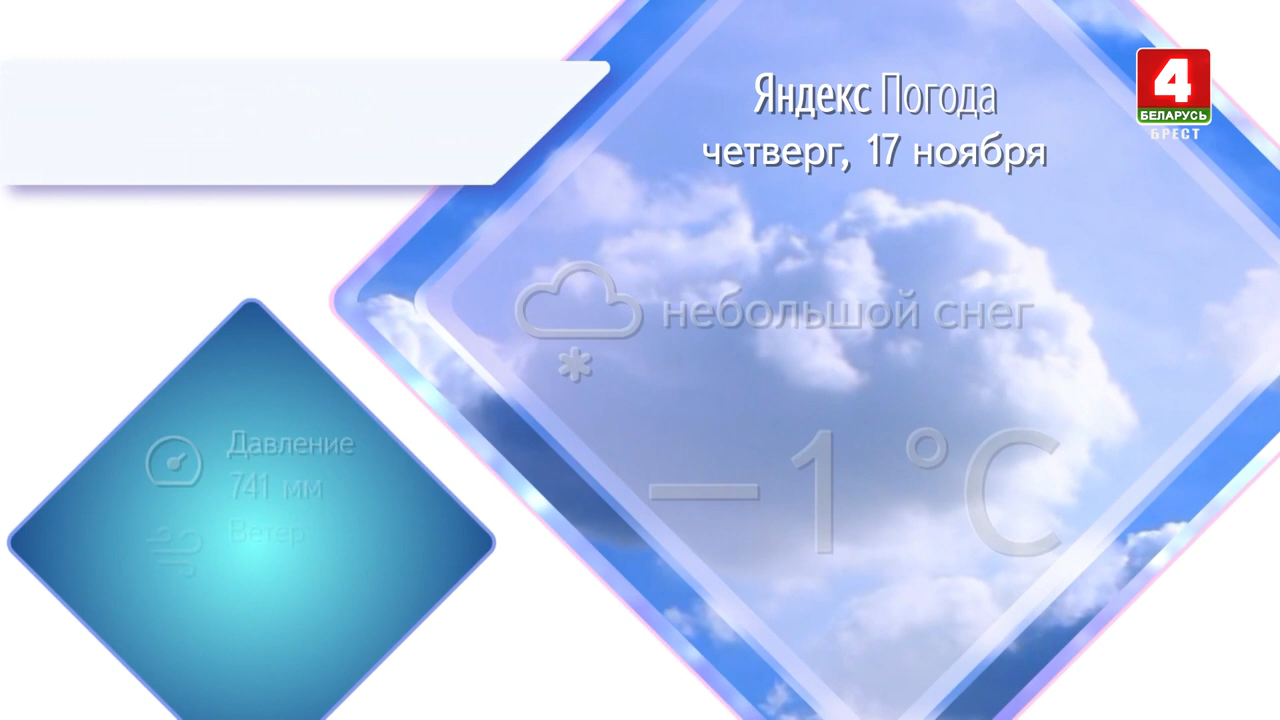 Яндекс Погода
четверг, 17 ноября
4
БЕЛАРУСЬ
БРЕСТ
небольшой снег
—1 °C
Давление
741 мм
Ветер